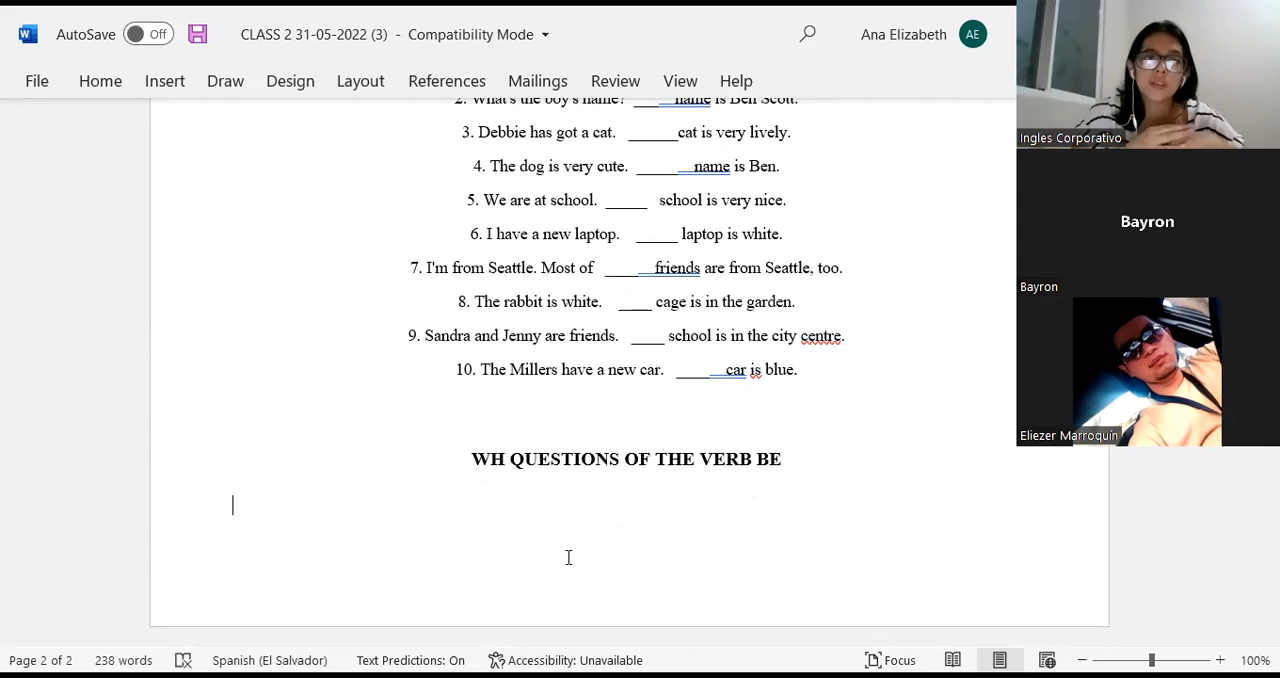 AutoSave Off CLASS 2 31-05-2022 (3) - Compatibility Mode Ana Elizabeth AE
File Home Insert Draw Design Layout References Mailings Review View Help
2. What's the boy's name? ____name is Ben Scott.
3. Debbie has got a cat. ______cat is very lively.
4. The dog is very cute. _______name is Ben.
5. We are at school. _____ school is very nice.
6. I have a new laptop. _____ laptop is white.
7. I'm from Seattle. Most of ______friends are from Seattle, too.
8. The rabbit is white. ____ cage is in the garden.
9. Sandra and Jenny are friends. ____ school is in the city centre.
10. The Millers have a new car. ______car is blue.
WH QUESTIONS OF THE VERB BE
Page 2 of 2 238 words Spanish (El Salvador) Text Predictions: On Accessibility: Unavailable Focus 100%
Ingles Corporativo
Bayron
Bayron
Eliezer Marroquin